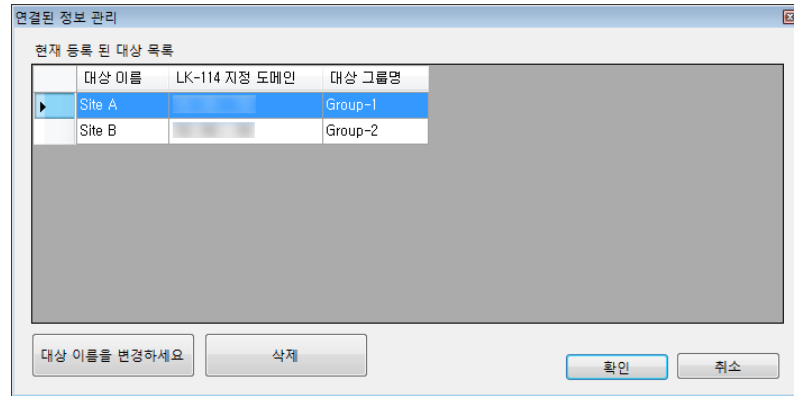 연결된 정보 관리
현재 등록 된 대상 목록
대상 이름 LK-114 지정 도메인 대상 그룹명
Site A Group-1
Site B Group-2
대상 이름을 변경하세요 삭제 확인 취소